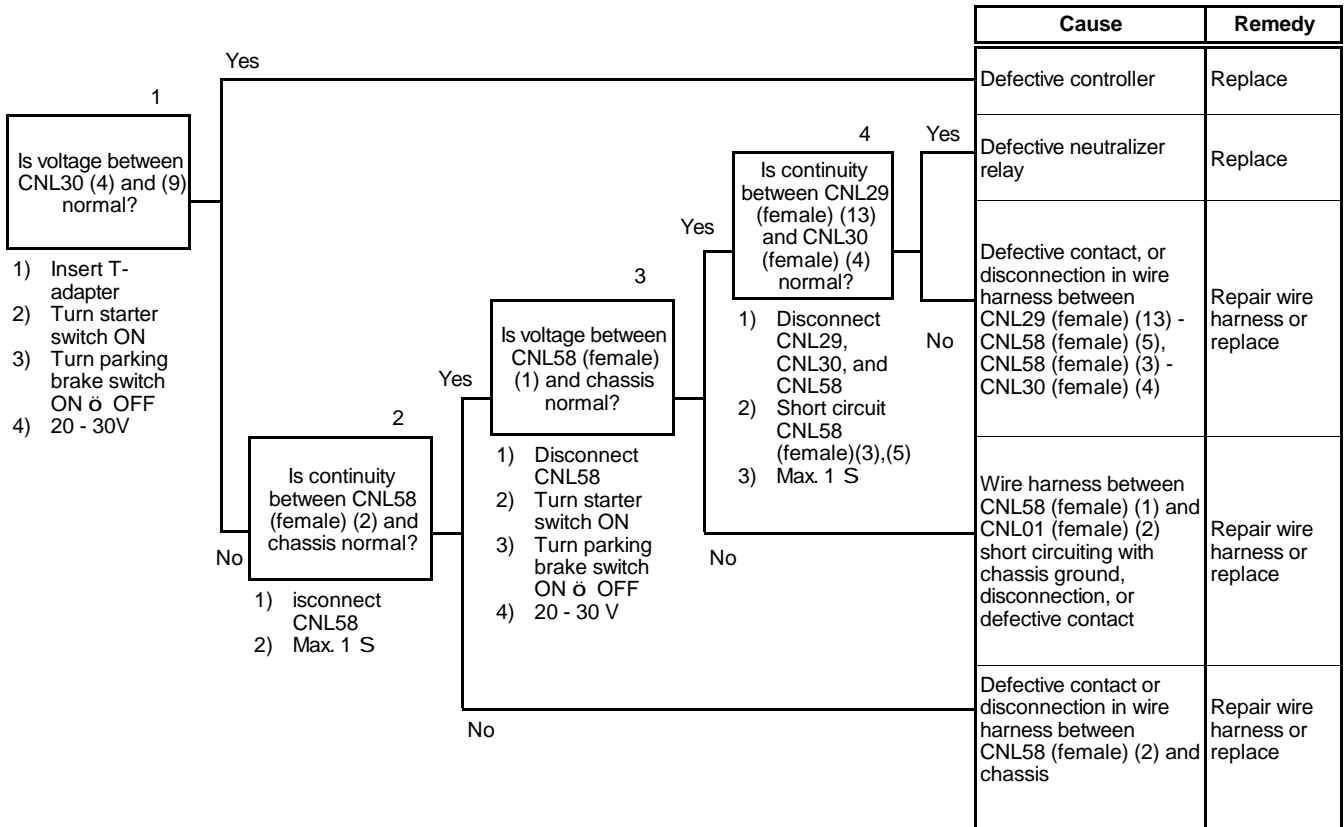 Cause Remedy
Yes
Defective controller Replace
1
Is voltage between
CNL30 (4) and (9)
normal?
1) Insert T-
adapter
2) Turn starter
switch ON
3) Turn parking
brake switch
ON ö OFF
4) 20 - 30V
2
Is continuity
between CNL58
(female) (2) and
chassis normal?
No
1) isconnect
CNL58
2) Max. 1 S
Yes
3
Is voltage between
CNL58 (female)
(1) and chassis
normal?
1) Disconnect
CNL58
2) Turn starter
switch ON
3) Turn parking
brake switch
ON ö OFF
4) 20 - 30 V
Yes
4
Is continuity
between CNL29
(female) (13)
and CNL30
(female) (4)
normal?
1) Disconnect
CNL29,
CNL30, and
CNL58
2) Short circuit
CNL58
(female)(3),(5)
3) Max. 1 S
Yes
Defective neutralizer
relay
Replace
No
Defective contact, or
disconnection in wire
harness between
CNL29 (female) (13) -
CNL58 (female) (5),
CNL58 (female) (3) -
CNL30 (female) (4)
Repair wire
harness or
replace
No
Wire harness between
CNL58 (female) (1) and
CNL01 (female) (2)
short circuiting with
chassis ground,
disconnection, or
defective contact
Repair wire
harness or
replace
No
Defective contact or
disconnection in wire
harness between
CNL58 (female) (2) and
chassis
Repair wire
harness or
replace